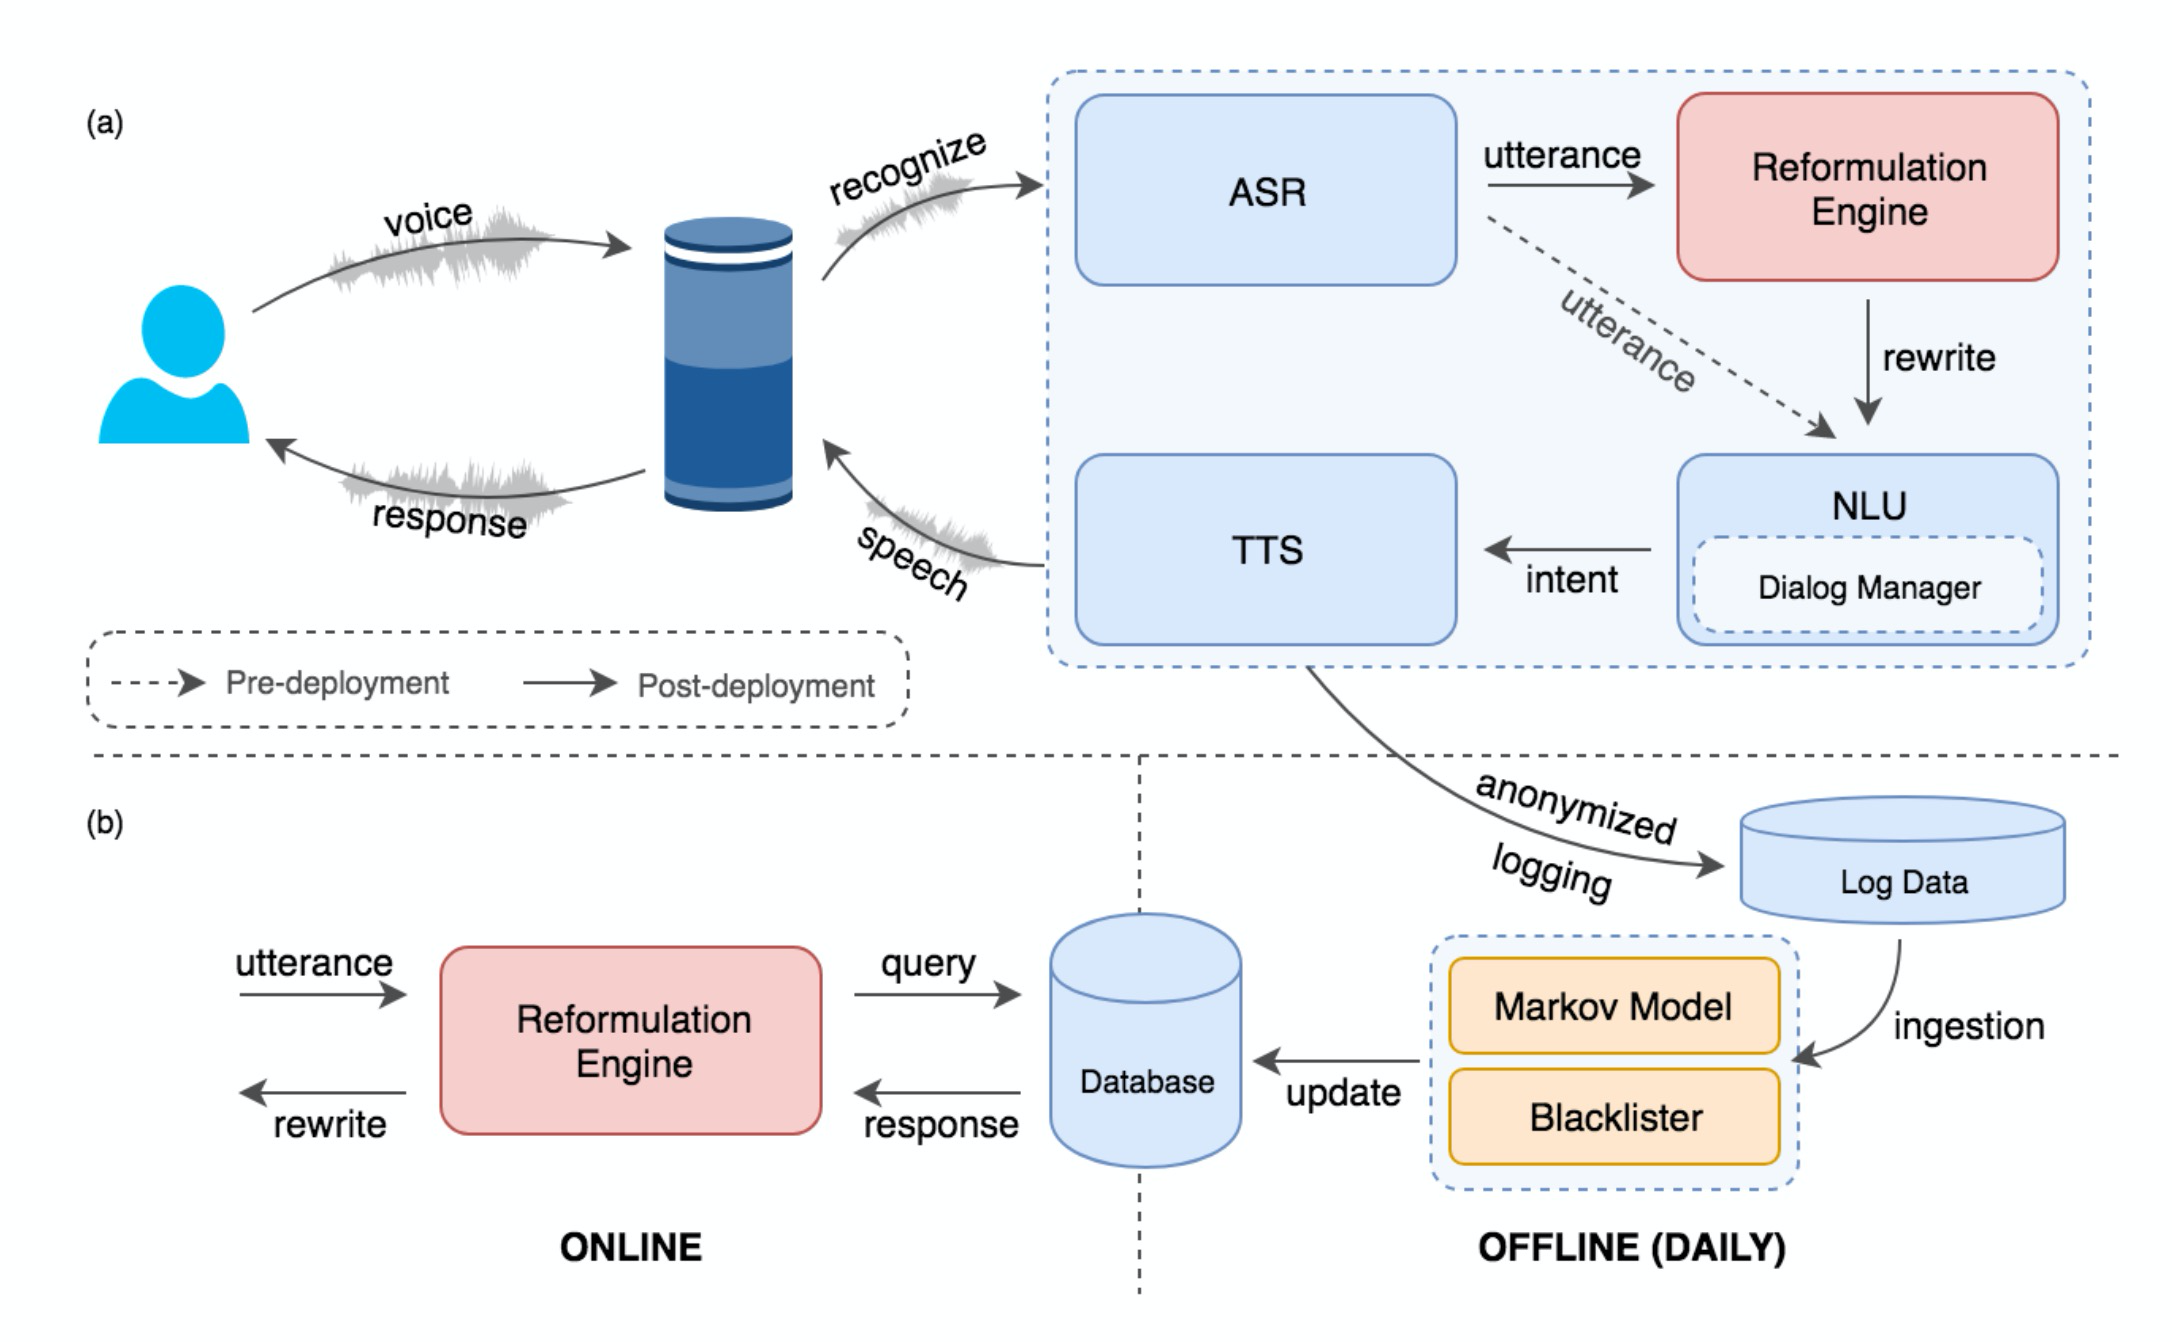 (a)
voice
recognize
ASR
utterance
Reformulation
Engine
utterance
rewrite
response
speech
TTS
intent
NLU
Dialog Manager
Pre-deployment
Post-deployment
(b)
anonymized
logging
Log Data
utterance
Reformulation
Engine
rewrite
query
response
Database
update
Markov Model
Blacklister
ingestion
ONLINE
OFFLINE (DAILY)